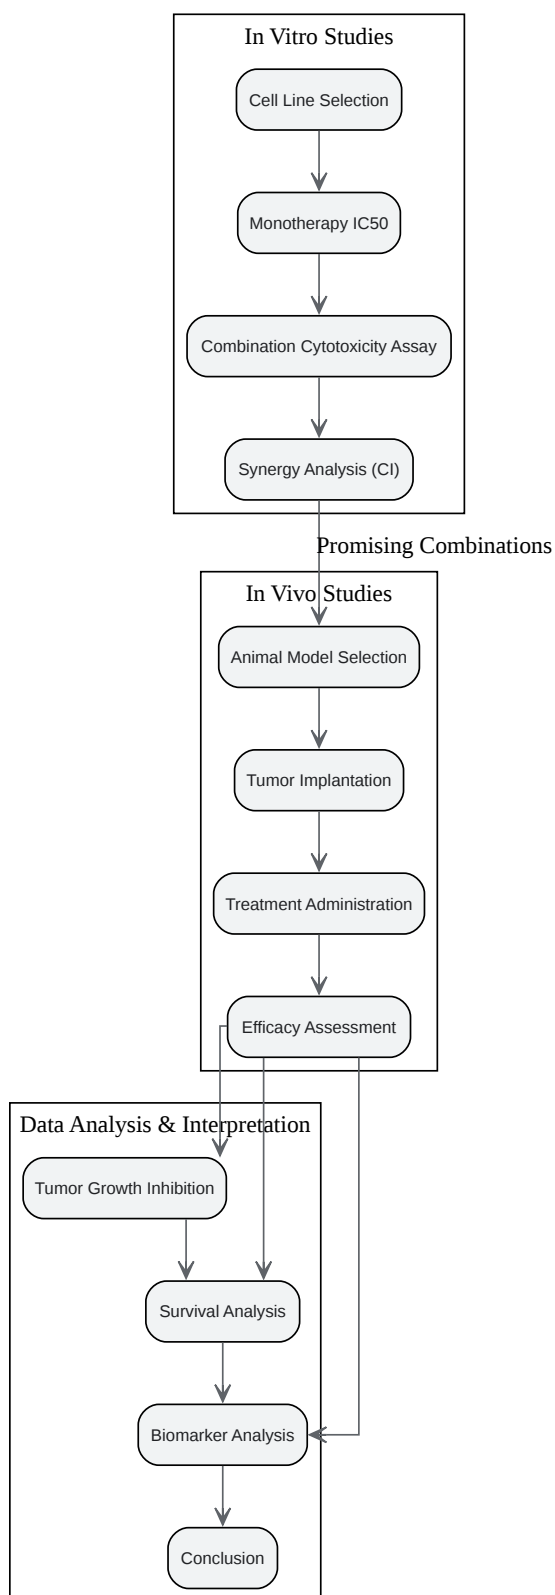 In Vitro Studies
Cell Line Selection
Monotherapy IC50
Combination Cytotoxicity Assay
Synergy Analysis (CI)
Promising Combinations
In Vivo Studies
Animal Model Selection
Tumor Implantation
Treatment Administration
Efficacy Assessment
Data Analysis & Interpretation
Tumor Growth Inhibition
Survival Analysis
Biomarker Analysis
Conclusion